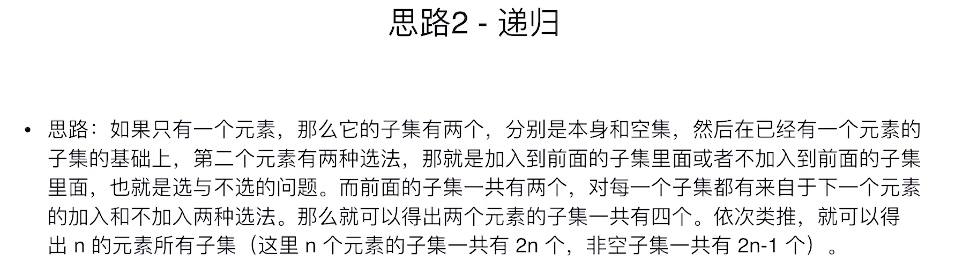 思路2 - 递归
• 思路：如果只有一个元素，那么它的子集有两个，分别是本身和空集，然后在已经有一个元素的
子集的基础上，第二个元素有两种选法，那就是加入到前面的子集里面或者不加入到前面的子集
里面，也就是选与不选的问题。而前面的子集一共有两个，对每一个子集都有来自于下一个元素
的加入和不加入两种选法。那么就可以得出两个元素的子集一共有四个。依次类推，就可以得
出 n 的元素所有子集（这里 n 个元素的子集一共有 2n 个，非空子集一共有 2n-1 个）。